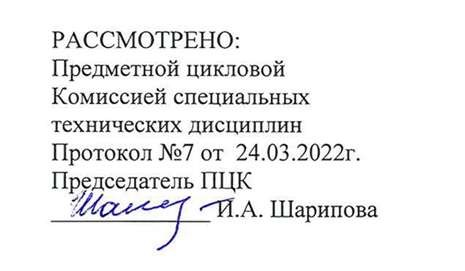 РАССМОТРЕНО:
Предметной цикловой
Комиссией специальных
технических дисциплин
Протокол №7 от 24.03.2022г.
Председатель ПЦК
И.А. Шарипова